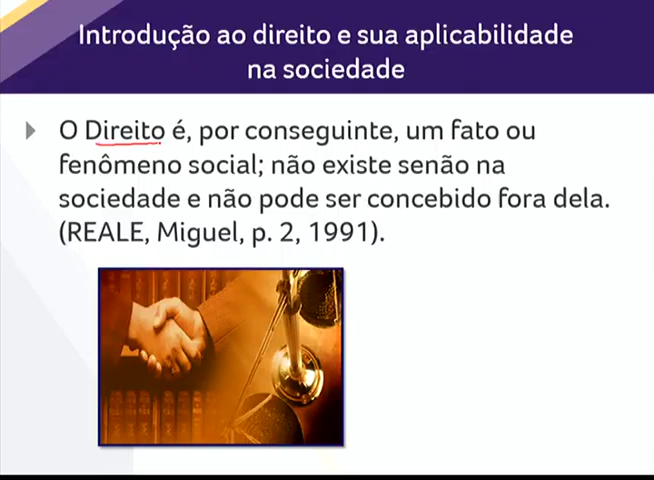 Introdução ao direito e sua aplicabilidade
na sociedade
O Direito é, por conseguinte, um fato ou
fenômeno social; não existe senão na
sociedade e não pode ser concebido fora dela.
(REALE, Miguel, p. 2, 1991).